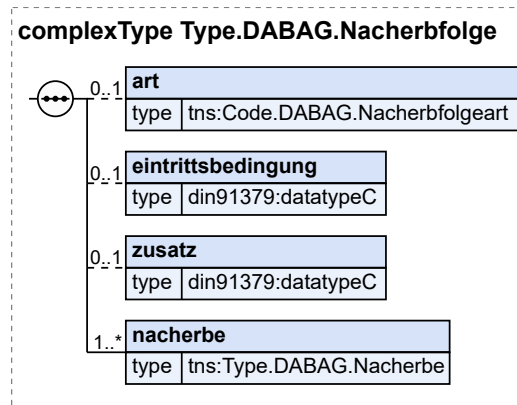 complexType Type.DABAG.Nacherbfolge
0..1 art
type tns:Code.DABAG.Nacherbfolgeart
0..1 eintrittsbedingung
type din91379:datatypeC
0..1 zusatz
type din91379:datatypeC
1..* nacherbe
type tns:Type.DABAG.Nacherbe